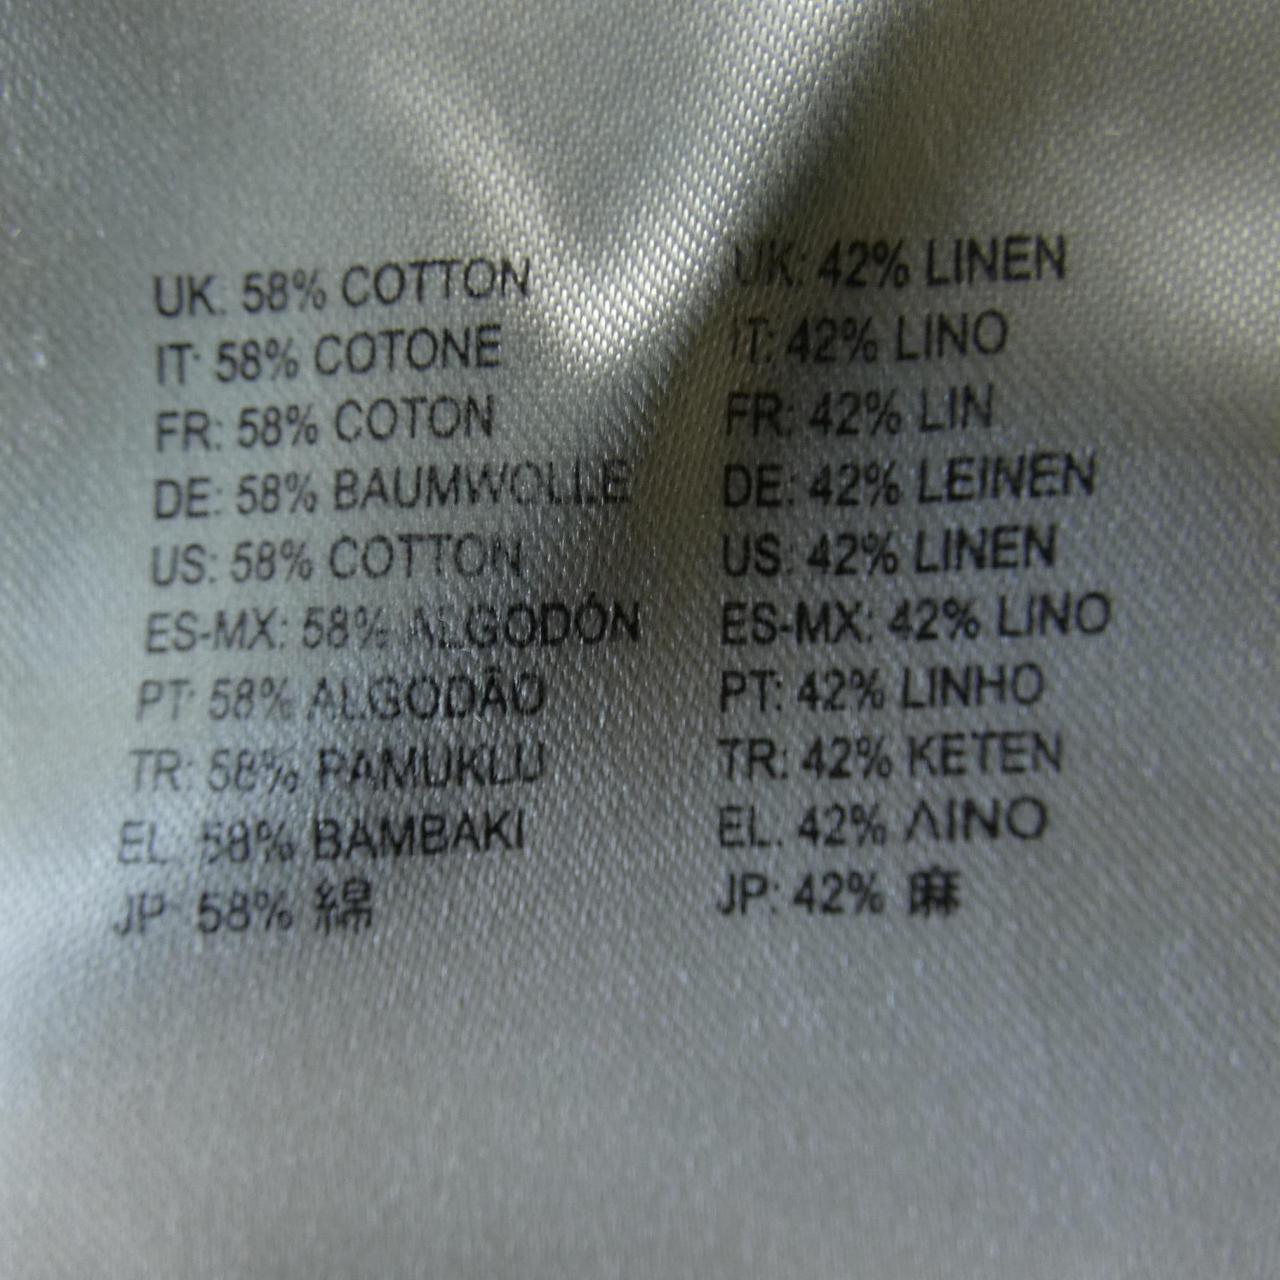 UK: 58% COTTON
IT: 58% COTONE
FR: 58% COTON
DE: 58% BAUMWOLLE
US: 58% COTTON
ES-MX: 58% ALGODÓN
PT: 58% ALGODÃO
TR: 58% PAMUKLU
EL: 58% BAMBAKI
JP: 58% 綿
UK: 42% LINEN
IT: 42% LINO
FR: 42% LIN
DE: 42% LEINEN
US: 42% LINEN
ES-MX: 42% LINO
PT: 42% LINHO
TR: 42% KETEN
EL: 42% ΛΙΝΟ
JP: 42% 麻